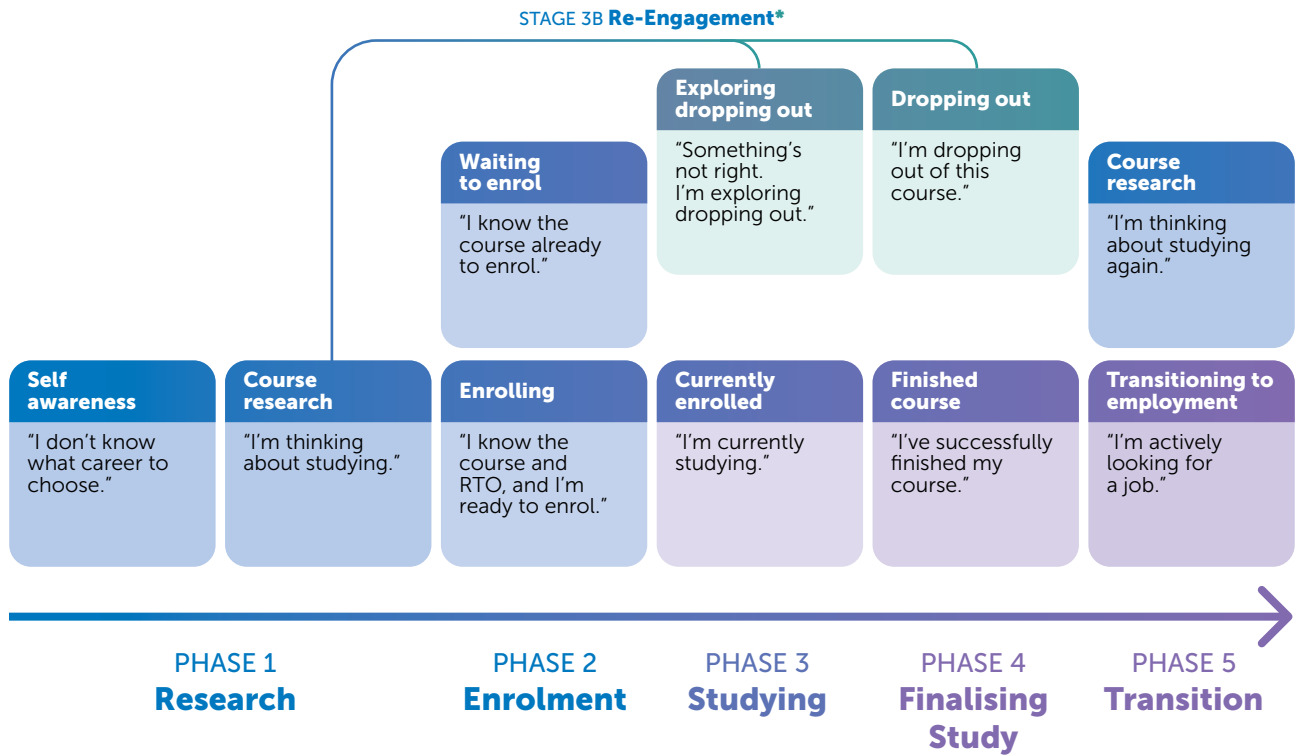 STAGE 3B Re-Engagement*
Exploring
dropping out
"Something's
not right.
I'm exploring
dropping out."
Dropping out
"I'm dropping
out of this
course."
Waiting
to enrol
"I know the
course already
to enrol."
Course
research
"I'm thinking
about studying
again."
Self
awareness
"I don't know
what career to
choose."
Course
research
"I'm thinking
about studying."
Enrolling
"I know the
course and
RTO, and I'm
ready to enrol."
Currently
enrolled
"I'm currently
studying."
Finished
course
"I've successfully
finished my
course."
Transitioning to
employment
"I'm actively
looking for
a job."
PHASE 1
Research
PHASE 2
Enrolment
PHASE 3
Studying
PHASE 4
Finalising
Study
PHASE 5
Transition